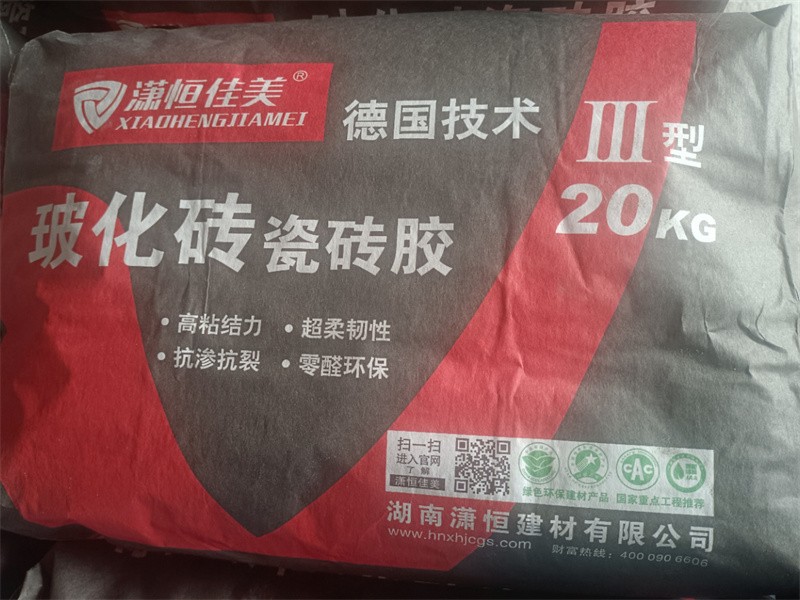 潇恒佳美®
XIAOHENGJIAMEI
德国技术
III型
20KG
玻化砖瓷砖胶
• 高粘结力 • 超柔韧性
• 抗渗抗裂 • 零醛环保
扫一扫
进入官网
了解
潇恒佳美
CAC
绿色环保建材产品 国家重点工程推荐
湖南潇恒建材有限公司
www.hnxhjcgs.com 财富热线：400 090 6606